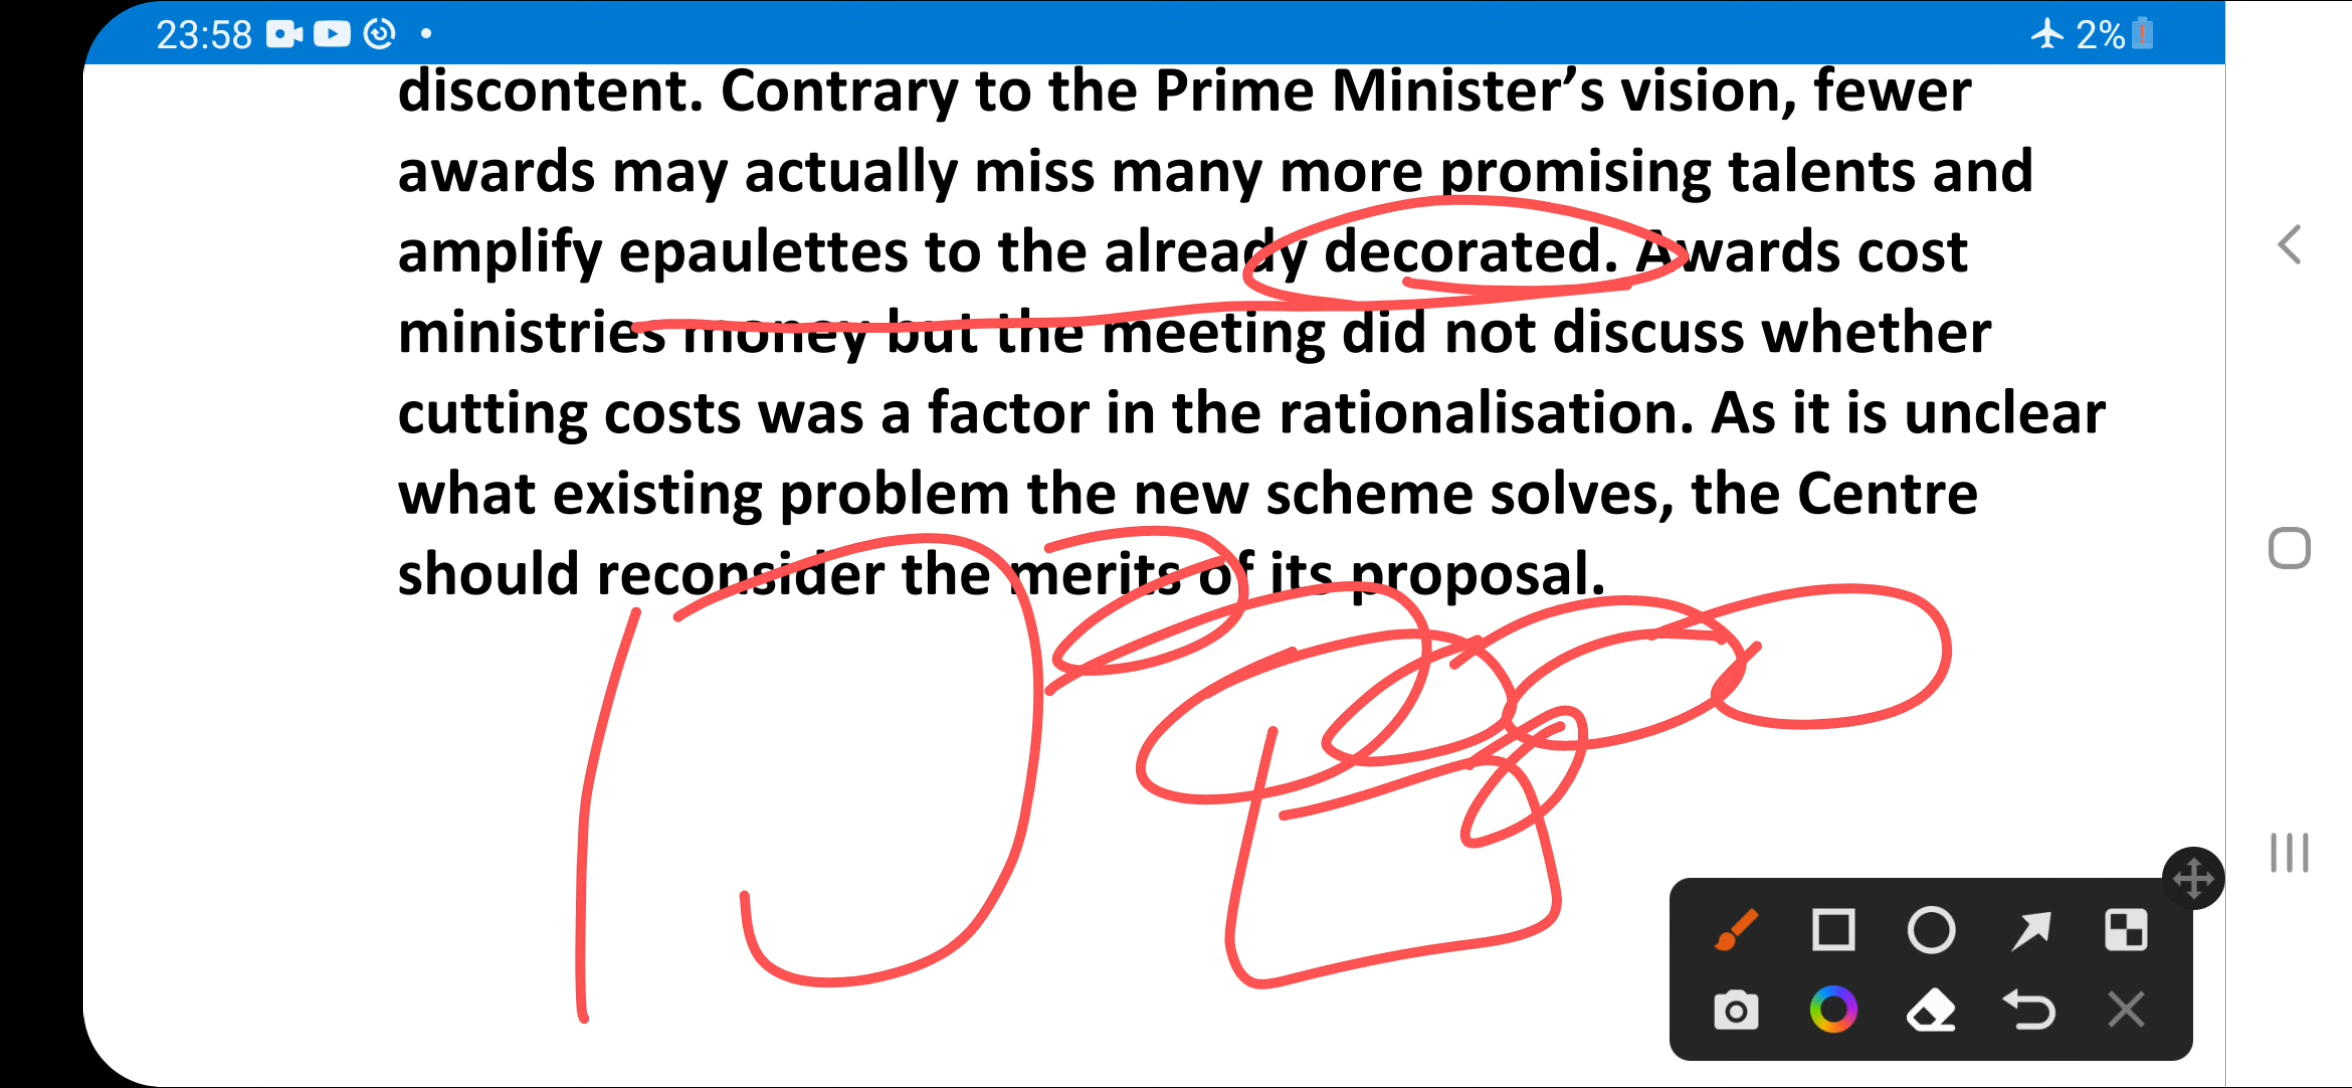 23:58
2%
discontent. Contrary to the Prime Minister’s vision, fewer
awards may actually miss many more promising talents and
amplify epaulettes to the already decorated. Awards cost
ministries money but the meeting did not discuss whether
cutting costs was a factor in the rationalisation. As it is unclear
what existing problem the new scheme solves, the Centre
should reconsider the merits of its proposal.